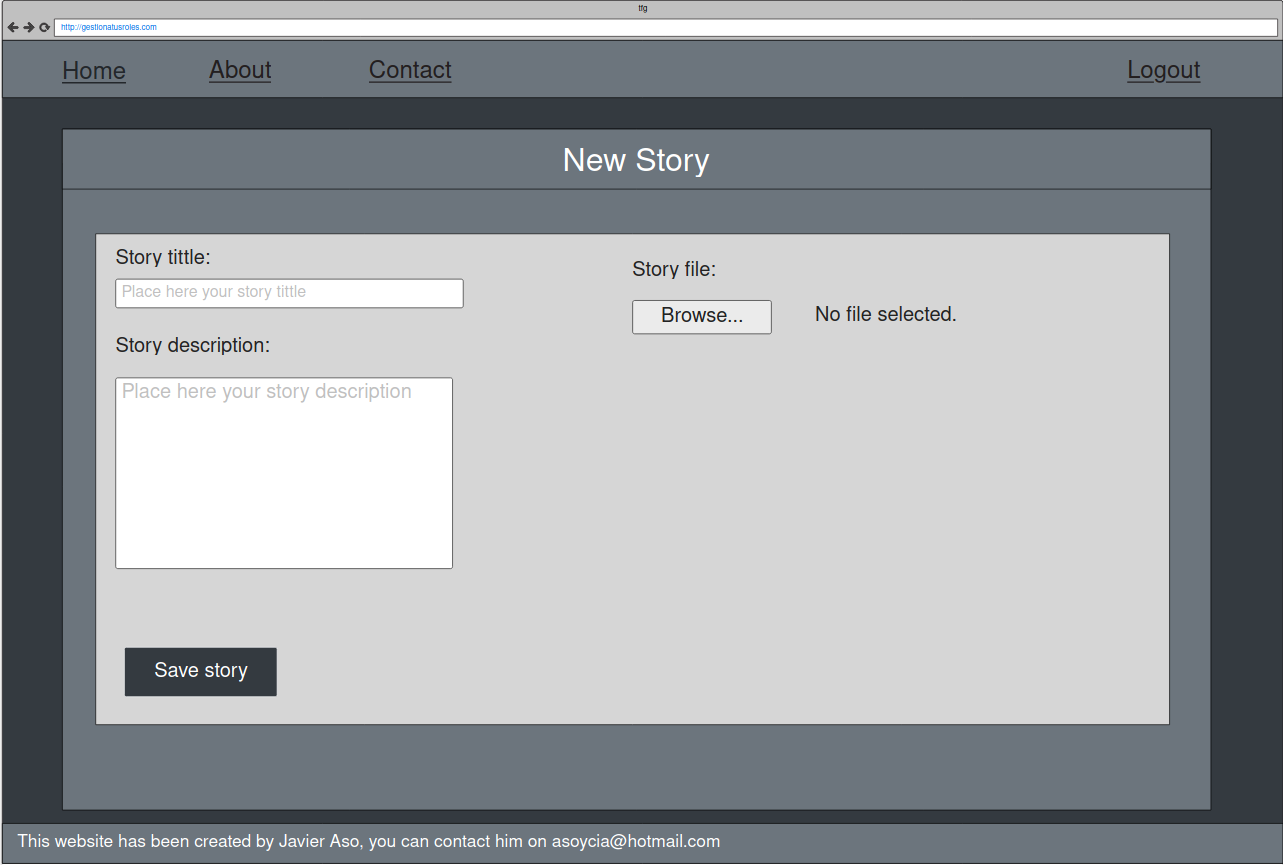 tfg
http://gestionatusroles.com
Home About Contact Logout
New Story
Story tittle:
Place here your story tittle
Story description:
Place here your story description
Story file:
Browse... No file selected.
Save story
This website has been created by Javier Aso, you can contact him on asoycia@hotmail.com